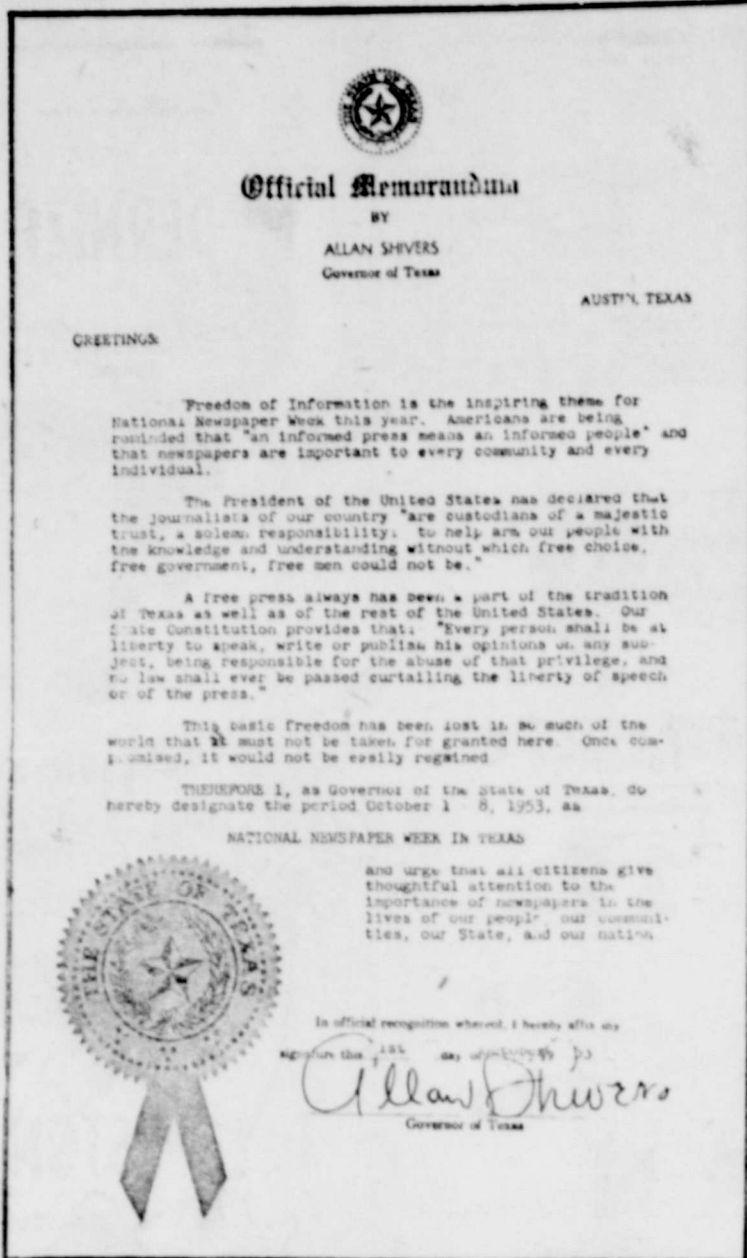 THE STATE OF TEXAS
Official Memorandum
BY
ALLAN SHIVERS
Governor of Texas
AUSTIN, TEXAS
GREETINGS:
Freedom of Information is the inspiring theme for
National Newspaper Week this year. Americans are being
reminded that "an informed press means an informed people" and
that newspapers are important to every community and every
individual.
The President of the United States has declared that
the journalists of our country "are custodians of a majestic
trust, a solemn responsibility: to help arm our people with
the knowledge and understanding without which free choice,
free government, free men could not be."
A free press always has been a part of the tradition
of Texas as well as of the rest of the United States. Our
State Constitution provides that: "Every person shall be at
liberty to speak, write or publish his opinions on any sub-
ject, being responsible for the abuse of that privilege, and
no law shall ever be passed curtailing the liberty of speech
or of the press."
This basic freedom has been lost in so much of the
world that it must not be taken for granted here. Once com-
promised, it would not be easily regained
THEREFORE I, as Governor of the State of Texas, do
hereby designate the period October 1 - 8, 1953, as
NATIONAL NEWSPAPER WEEK IN TEXAS
and urge that all citizens give
thoughtful attention to the
importance of newspapers in the
lives of our people, our communi-
ties, our State, and our nation
THE STATE OF TEXAS
In official recognition whereof, I hereby affix my
signature this 1st day of
Allan Shivers
Governor of Texas